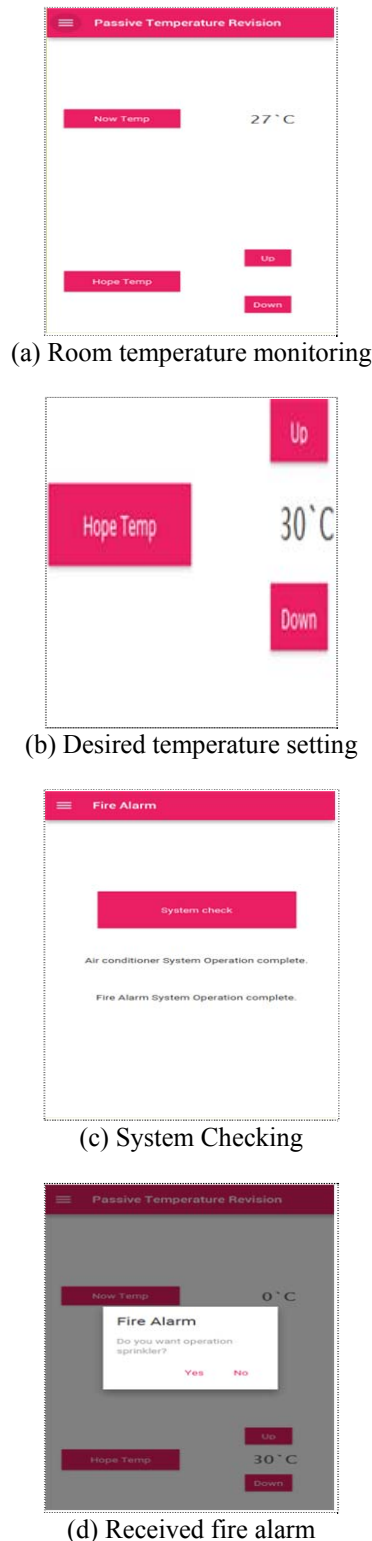 Passive Temperature Revision
Now Temp 27`C
Up
Hope Temp
Down
(a) Room temperature monitoring
Up
Hope Temp 30`C
Down
(b) Desired temperature setting
Fire Alarm
System check
Air conditioner System Operation complete.
Fire Alarm System Operation complete.
(c) System Checking
Passive Temperature Revision
Now Temp 0`C
Fire Alarm
Do you want operation
sprinkler?
Yes No
Up
Hope Temp 30`C
Down
(d) Received fire alarm